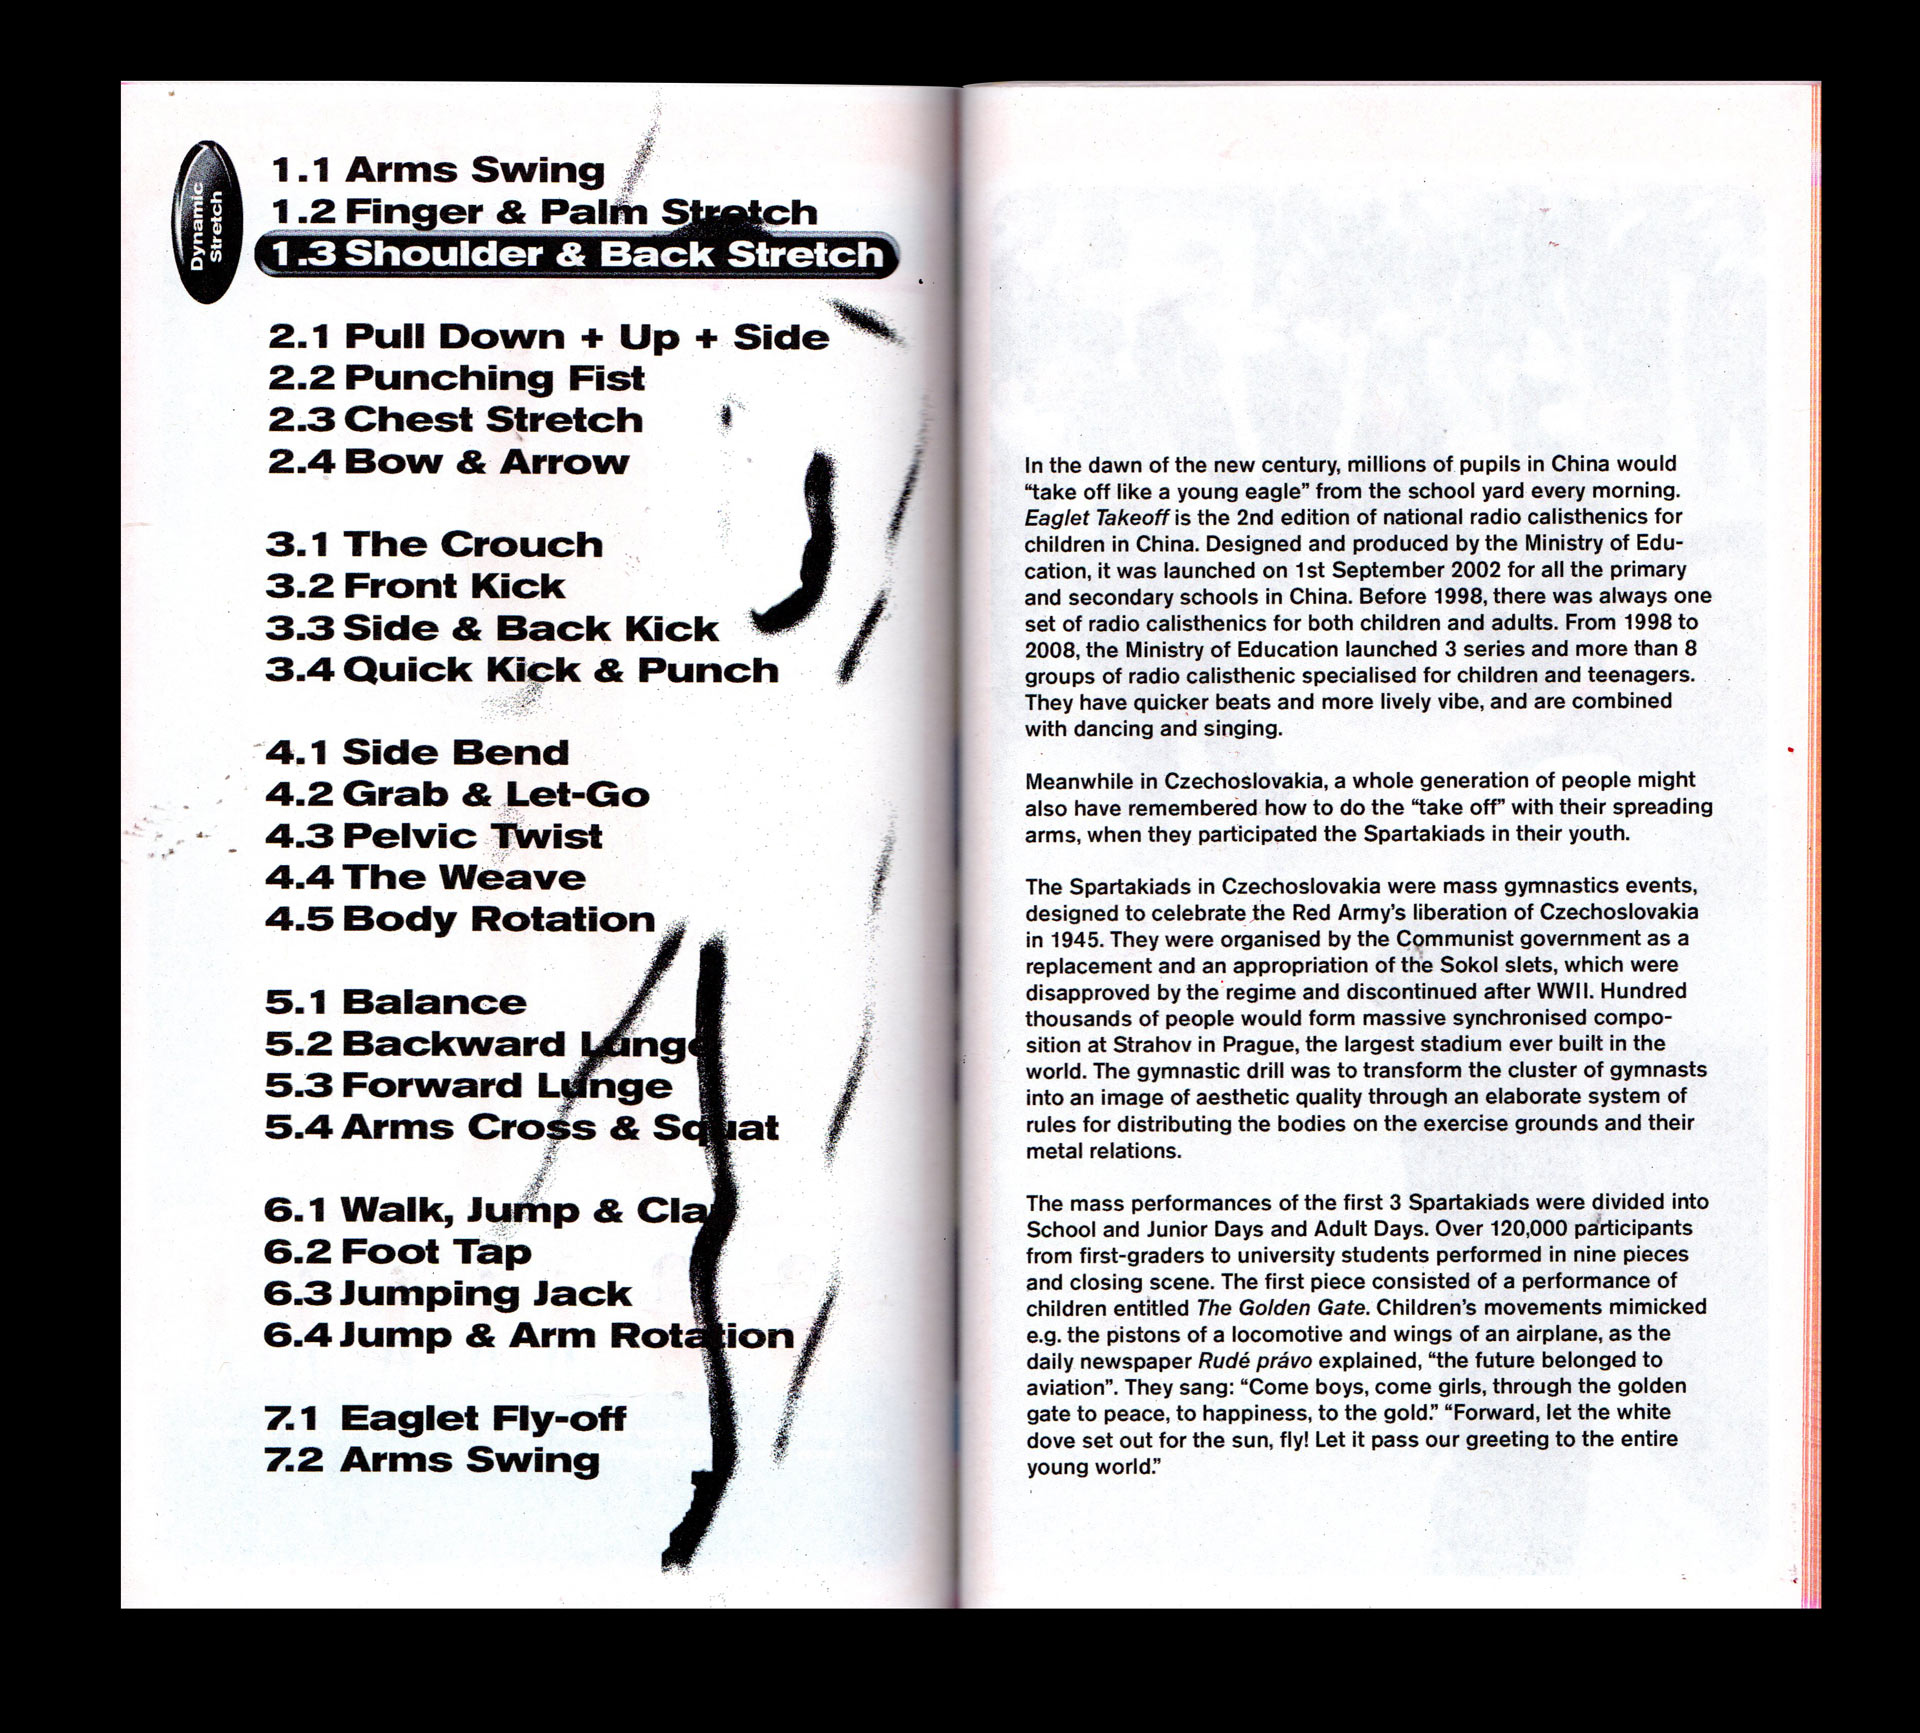 Dynamic
Stretch
1.1 Arms Swing
1.2 Finger & Palm Stretch
1.3 Shoulder & Back Stretch
2.1 Pull Down + Up + Side
2.2 Punching Fist
2.3 Chest Stretch
2.4 Bow & Arrow
3.1 The Crouch
3.2 Front Kick
3.3 Side & Back Kick
3.4 Quick Kick & Punch
4.1 Side Bend
4.2 Grab & Let-Go
4.3 Pelvic Twist
4.4 The Weave
4.5 Body Rotation
5.1 Balance
5.2 Backward Lunge
5.3 Forward Lunge
5.4 Arms Cross & Squat
6.1 Walk, Jump & Clap
6.2 Foot Tap
6.3 Jumping Jack
6.4 Jump & Arm Rotation
7.1 Eaglet Fly-off
7.2 Arms Swing
In the dawn of the new century, millions of pupils in China would
“take off like a young eagle” from the school yard every morning.
Eaglet Takeoff is the 2nd edition of national radio calisthenics for
children in China. Designed and produced by the Ministry of Edu-
cation, it was launched on 1st September 2002 for all the primary
and secondary schools in China. Before 1998, there was always one
set of radio calisthenics for both children and adults. From 1998 to
2008, the Ministry of Education launched 3 series and more than 8
groups of radio calisthenic specialised for children and teenagers.
They have quicker beats and more lively vibe, and are combined
with dancing and singing.
Meanwhile in Czechoslovakia, a whole generation of people might
also have remembered how to do the “take off” with their spreading
arms, when they participated the Spartakiads in their youth.
The Spartakiads in Czechoslovakia were mass gymnastics events,
designed to celebrate the Red Army’s liberation of Czechoslovakia
in 1945. They were organised by the Communist government as a
replacement and an appropriation of the Sokol slets, which were
disapproved by the regime and discontinued after WWII. Hundred
thousands of people would form massive synchronised compo-
sition at Strahov in Prague, the largest stadium ever built in the
world. The gymnastic drill was to transform the cluster of gymnasts
into an image of aesthetic quality through an elaborate system of
rules for distributing the bodies on the exercise grounds and their
metal relations.
The mass performances of the first 3 Spartakiads were divided into
School and Junior Days and Adult Days. Over 120,000 participants
from first-graders to university students performed in nine pieces
and closing scene. The first piece consisted of a performance of
children entitled The Golden Gate. Children’s movements mimicked
e.g. the pistons of a locomotive and wings of an airplane, as the
daily newspaper Rudé právo explained, “the future belonged to
aviation”. They sang: “Come boys, come girls, through the golden
gate to peace, to happiness, to the gold.” “Forward, let the white
dove set out for the sun, fly! Let it pass our greeting to the entire
young world.”